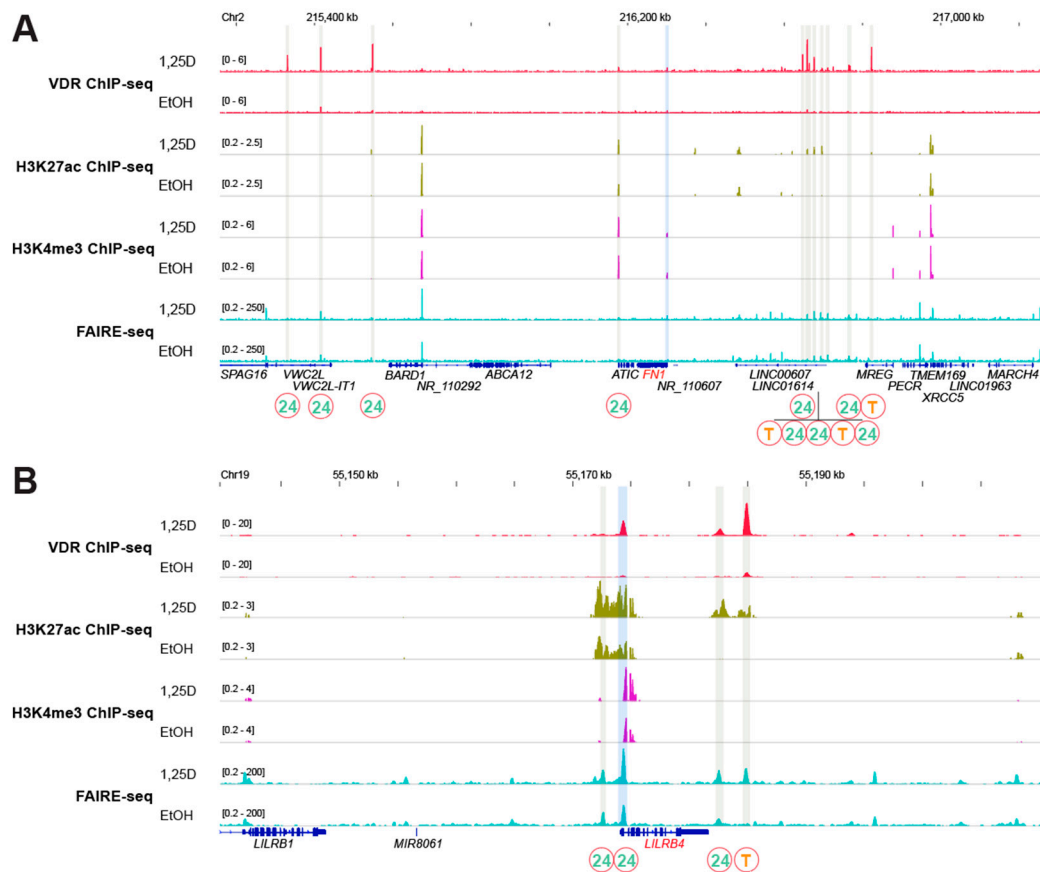 A
Chr2
215,400 kb
216,200 kb
217,000 kb
VDR ChIP-seq
1,25D
[0 - 6]
EtOH
[0 - 6]
H3K27ac ChIP-seq
1,25D
[0.2 - 2.5]
EtOH
[0.2 - 2.5]
H3K4me3 ChIP-seq
1,25D
[0.2 - 6]
EtOH
[0.2 - 6]
FAIRE-seq
1,25D
[0.2 - 250]
EtOH
[0.2 - 250]
SPAG16 VWC2L BARD1 ABCA12 ATIC FN1 LINC00607 MREG TMEM169 MARCH4
VWC2L-IT1 NR_110292 NR_110607 LINC01614 PECR LINC01963
XRCC5
24 24 24 24 24 24 T
T 24 24 T 24
B
Chr19
55,150 kb
55,170 kb
55,190 kb
VDR ChIP-seq
1,25D
[0 - 20]
EtOH
[0 - 20]
H3K27ac ChIP-seq
1,25D
[0.2 - 3]
EtOH
[0.2 - 3]
H3K4me3 ChIP-seq
1,25D
[0.2 - 4]
EtOH
[0.2 - 4]
FAIRE-seq
1,25D
[0.2 - 200]
EtOH
[0.2 - 200]
LILRB1 MIR8061 LILRB4
24 24 24 T